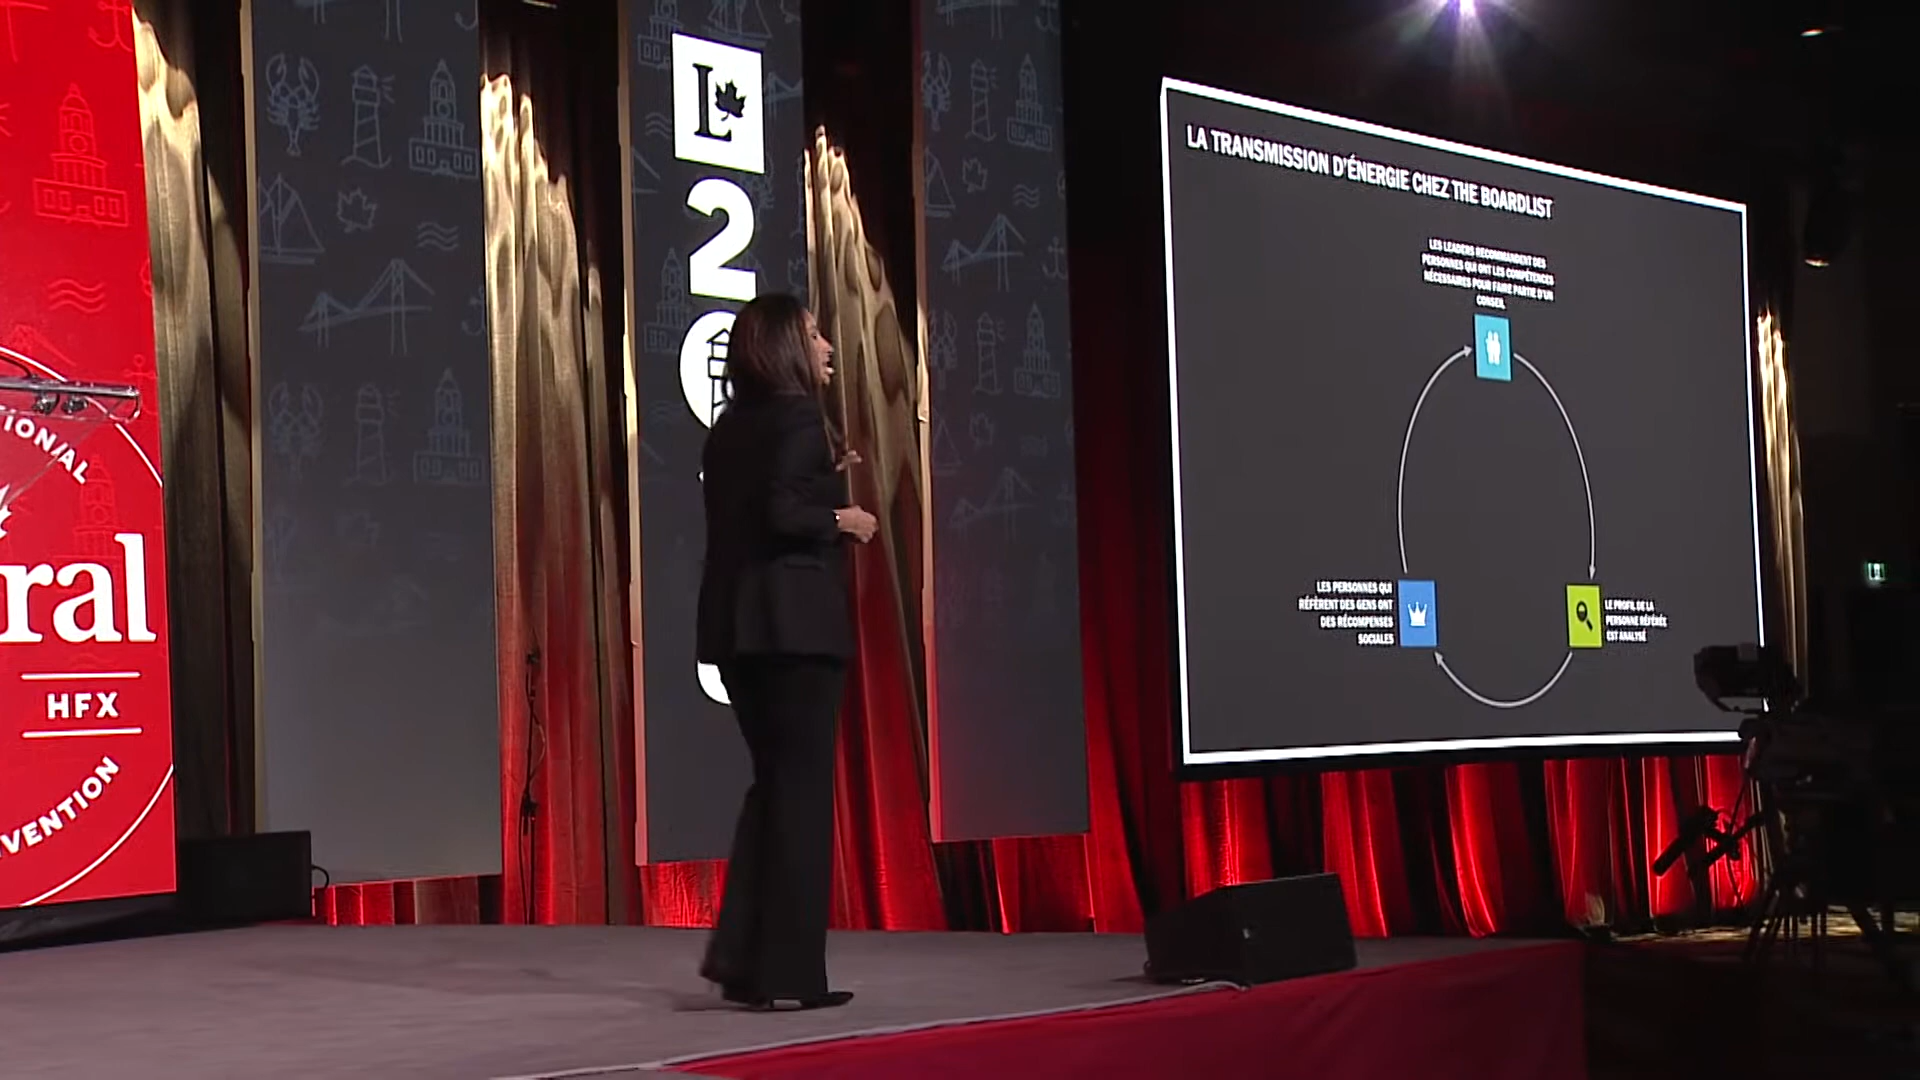 IONAL
ral
HFX
VENTION
L
2
LA TRANSMISSION D'ÉNERGIE CHEZ THE BOARDLIST
LES LEADERS RECOMMANDENT DES
PERSONNES QUI ONT LES COMPÉTENCES
NÉCESSAIRES POUR FAIRE PARTIE D'UN
CONSEIL
LES PERSONNES QUI
RÉFÈRENT DES GENS ONT
DES RÉCOMPENSES
SOCIALES
LE PROFIL DE LA
PERSONNE RÉFÉRÉE
EST ANALYSÉ